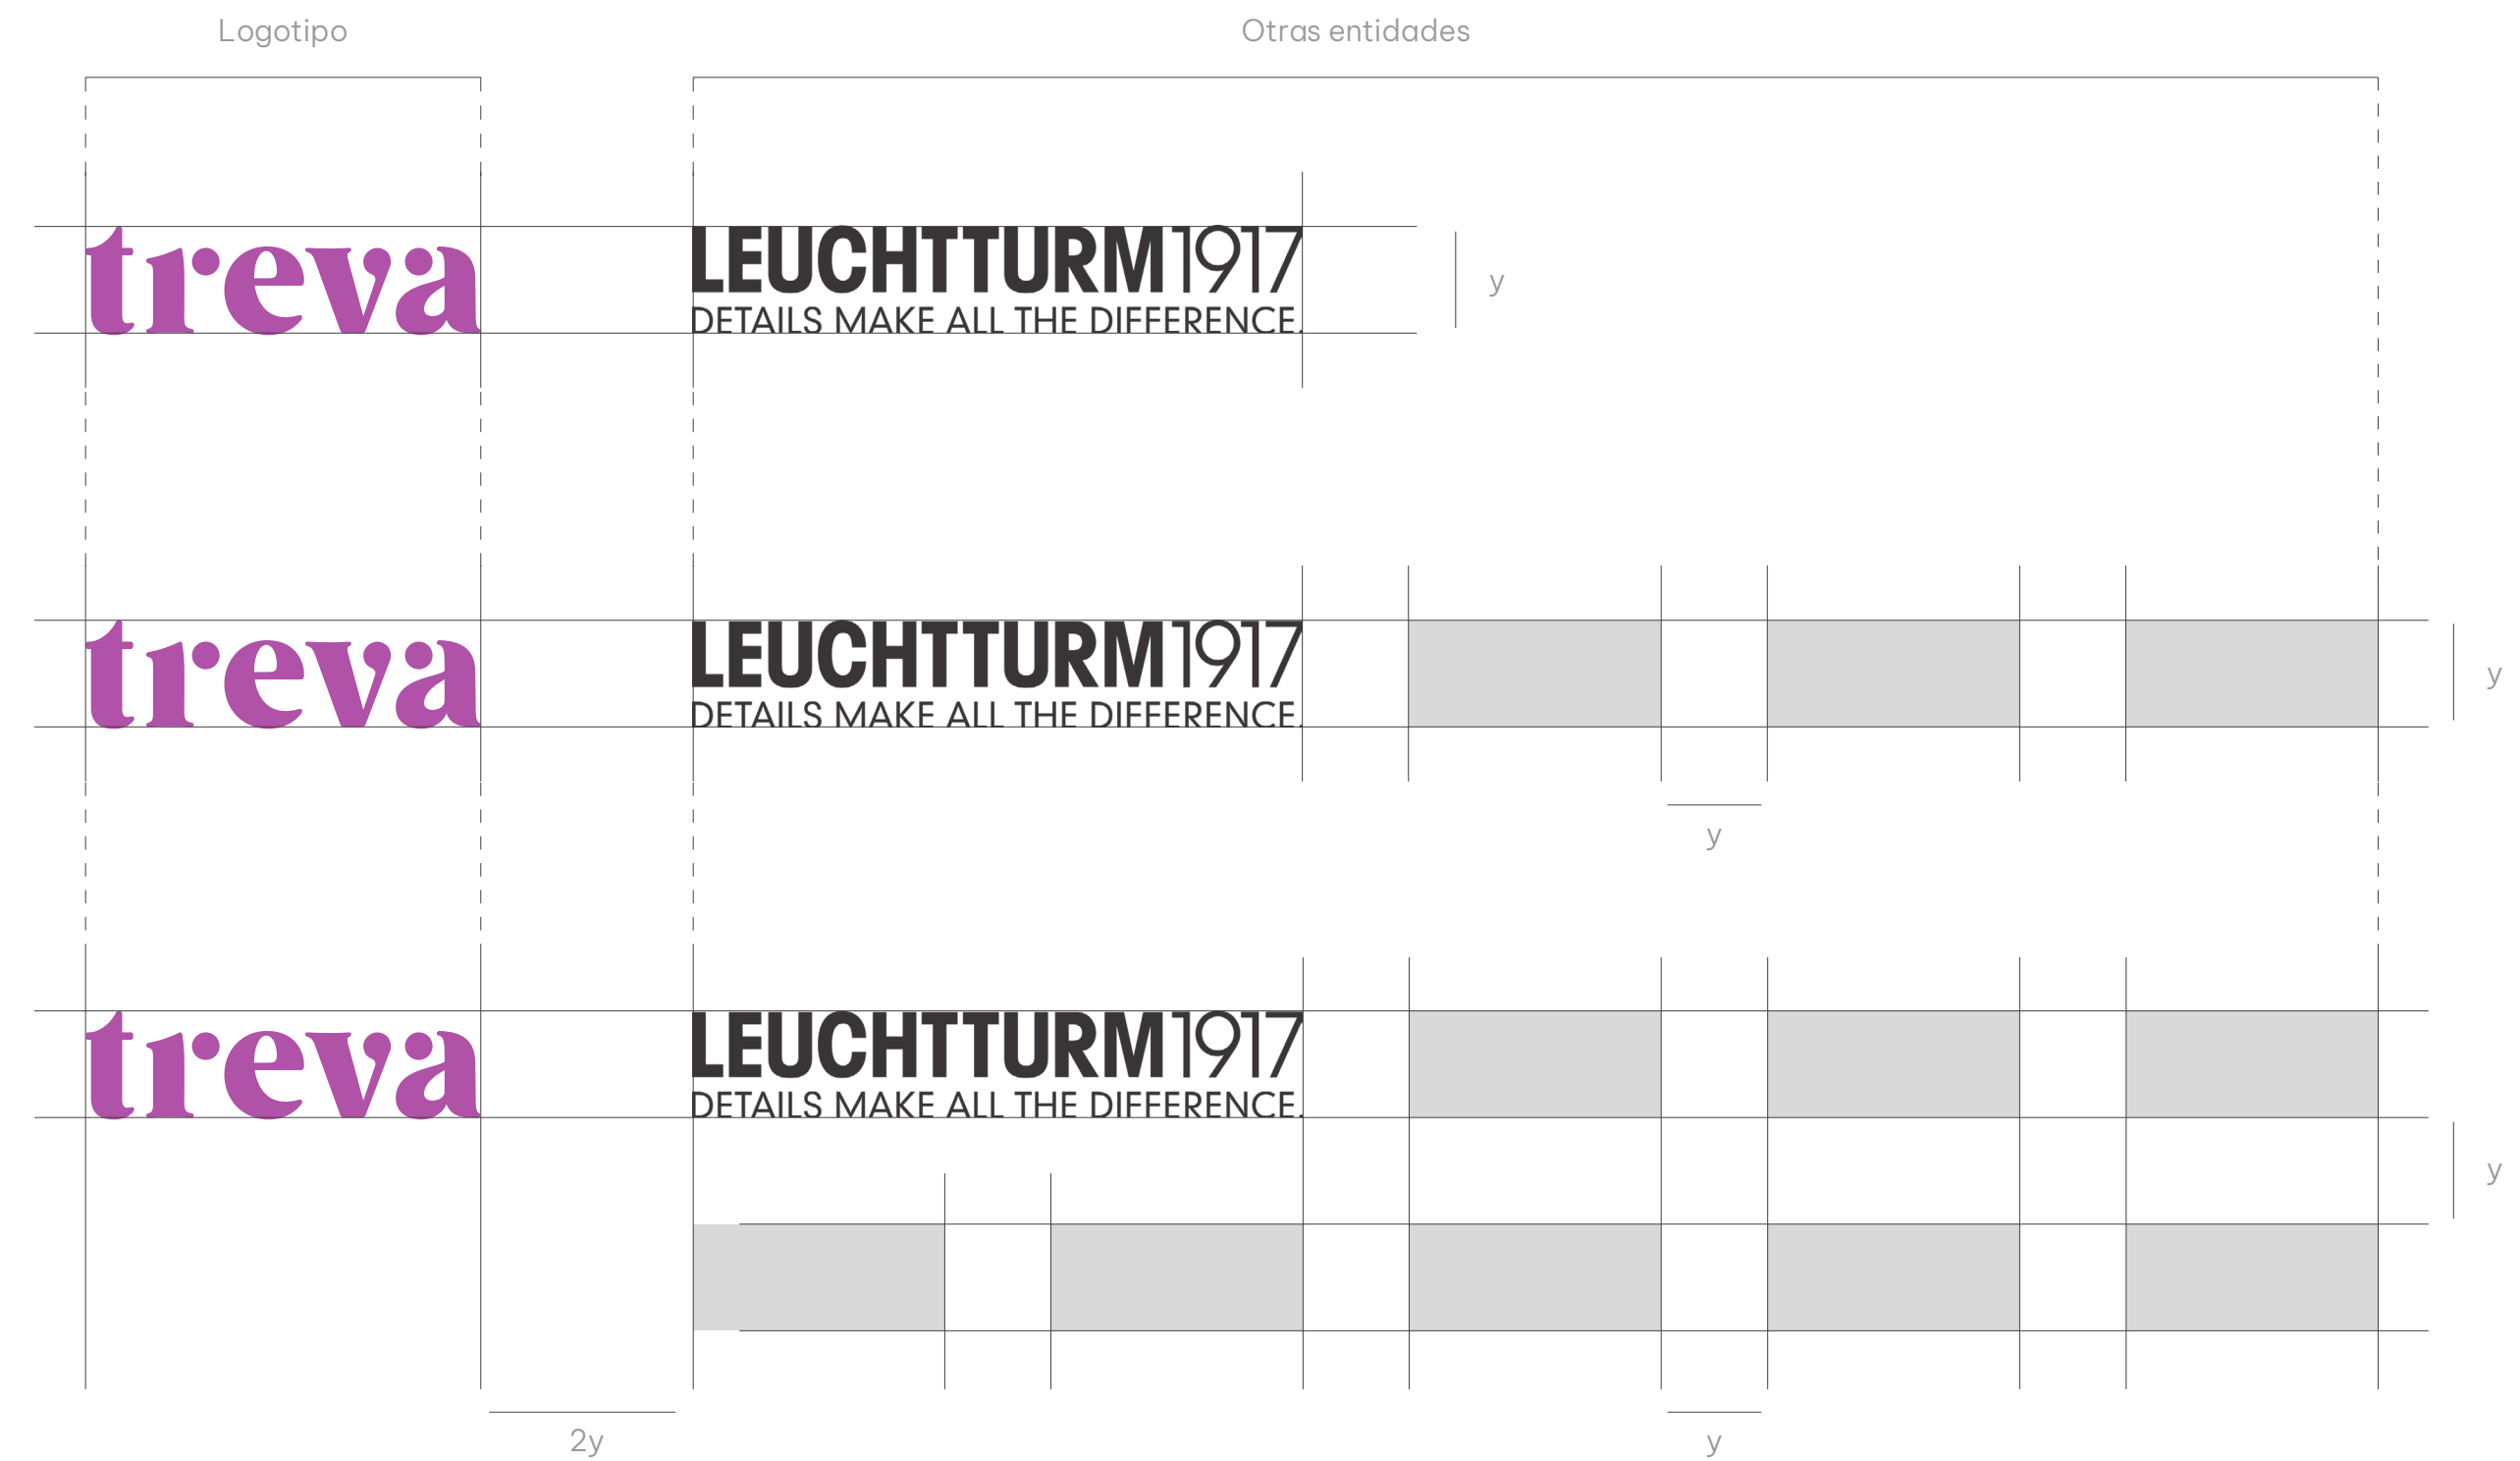 Logotipo
Otras entidades
treva
LEUCHTTURM1917
DETAILS MAKE ALL THE DIFFERENCE.
y
treva
LEUCHTTURM1917
DETAILS MAKE ALL THE DIFFERENCE.
y
y
treva
LEUCHTTURM1917
DETAILS MAKE ALL THE DIFFERENCE.
y
2y
y